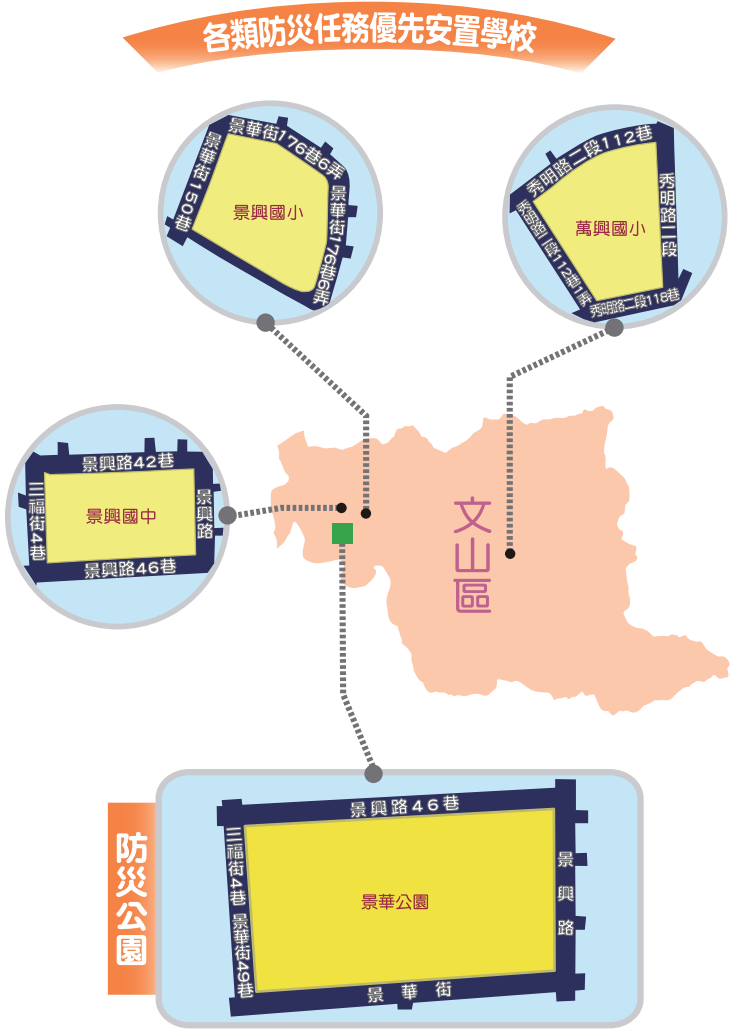 各類防災任務優先安置學校
景華街176巷6弄
景華街150巷
景興國小
景華街176巷6弄
秀明路二段112巷
秀明路二段
秀明路二段112巷1弄
萬興國小
秀明路二段118巷
景興路42巷
三福街4巷
景興國中
景興路
景興路46巷
文山區
防災公園
景興路46巷
三福街4巷
景華街49巷
景華公園
景興路
景華街